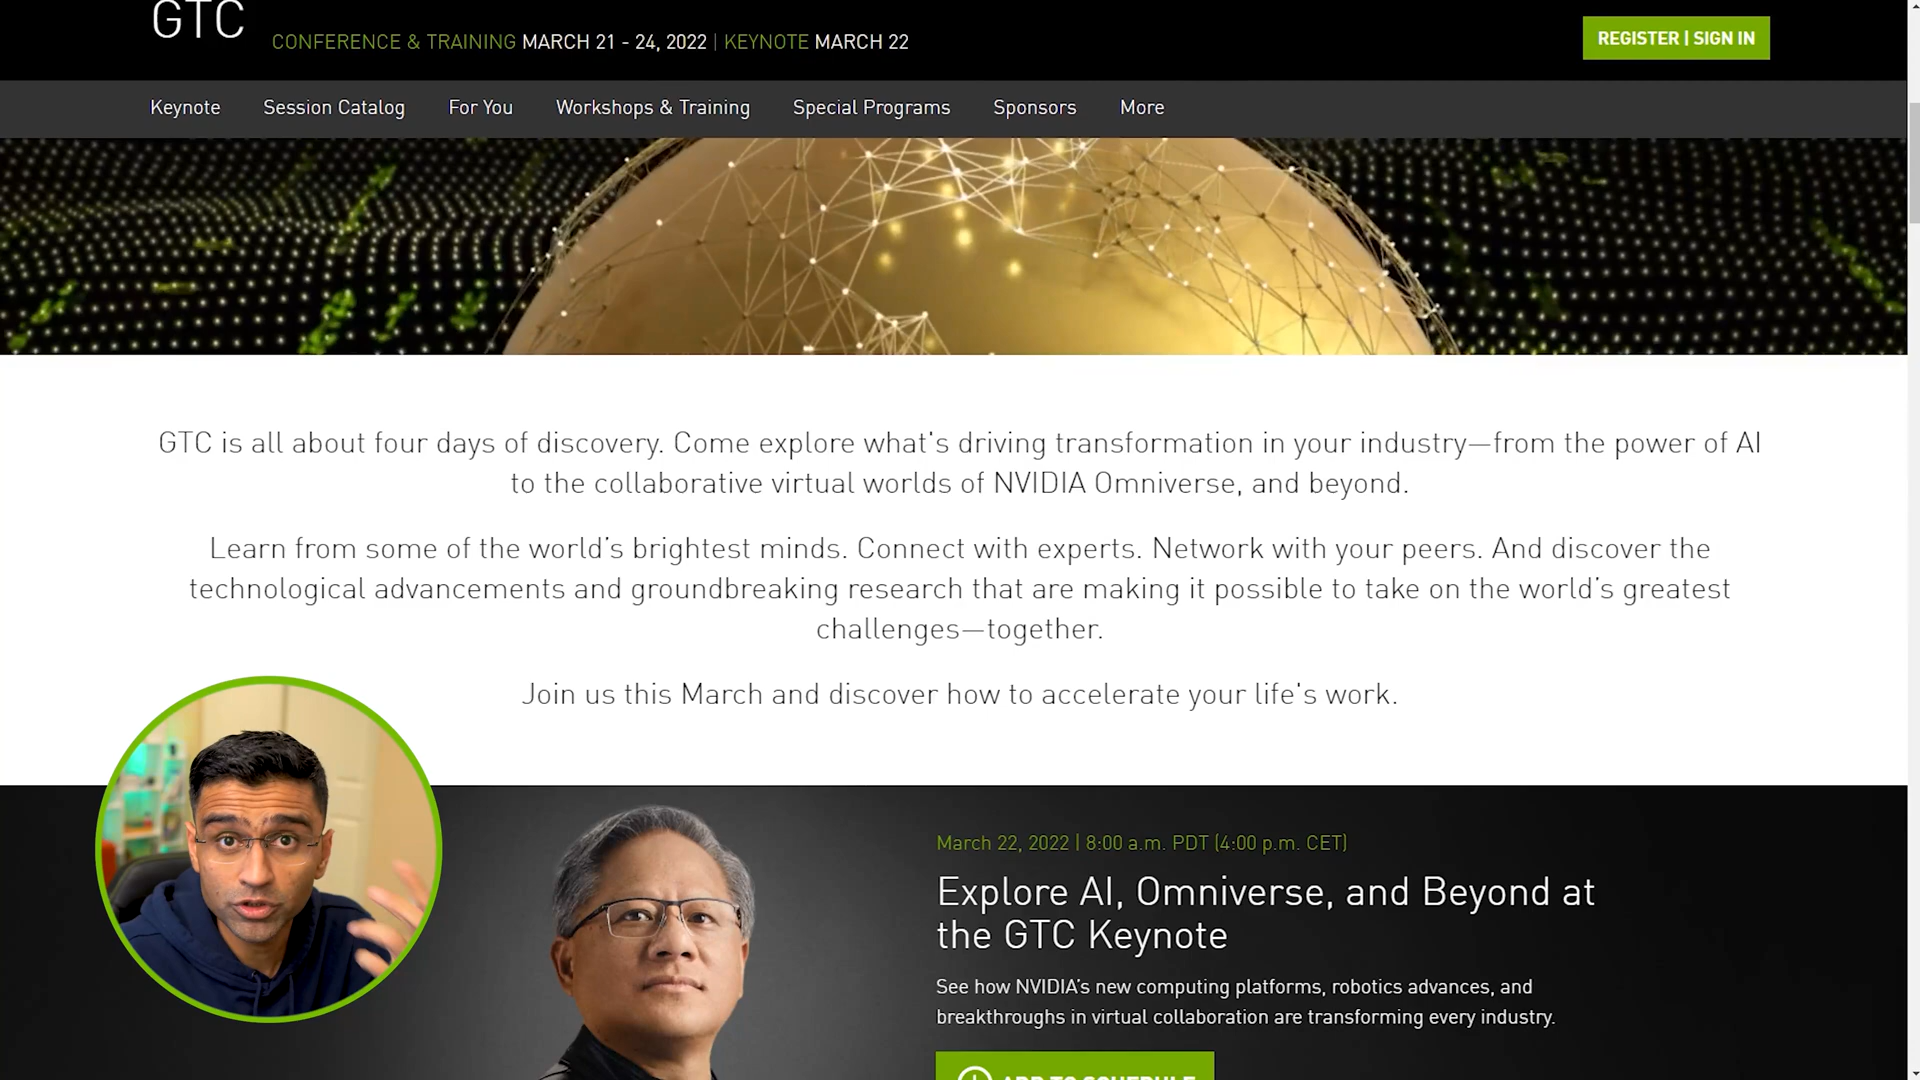 GTC
CONFERENCE & TRAINING MARCH 21 - 24, 2022 | KEYNOTE MARCH 22
REGISTER | SIGN IN
Keynote Session Catalog For You Workshops & Training Special Programs Sponsors More
GTC is all about four days of discovery. Come explore what's driving transformation in your industry—from the power of AI
to the collaborative virtual worlds of NVIDIA Omniverse, and beyond.
Learn from some of the world’s brightest minds. Connect with experts. Network with your peers. And discover the
technological advancements and groundbreaking research that are making it possible to take on the world’s greatest
challenges—together.
Join us this March and discover how to accelerate your life's work.
March 22, 2022 | 8:00 a.m. PDT (4:00 p.m. CET)
Explore AI, Omniverse, and Beyond at
the GTC Keynote
See how NVIDIA’s new computing platforms, robotics advances, and
breakthroughs in virtual collaboration are transforming every industry.
ADD TO SCHEDULE